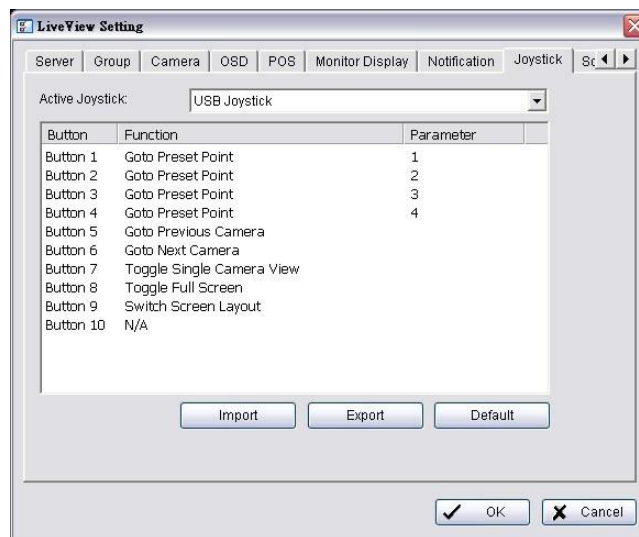 LiveView Setting
Server Group Camera OSD POS Monitor Display Notification Joystick Sc
Active Joystick: USB Joystick
Button Function Parameter
Button 1 Goto Preset Point 1
Button 2 Goto Preset Point 2
Button 3 Goto Preset Point 3
Button 4 Goto Preset Point 4
Button 5 Goto Previous Camera
Button 6 Goto Next Camera
Button 7 Toggle Single Camera View
Button 8 Toggle Full Screen
Button 9 Switch Screen Layout
Button 10 N/A
Import Export Default
OK Cancel